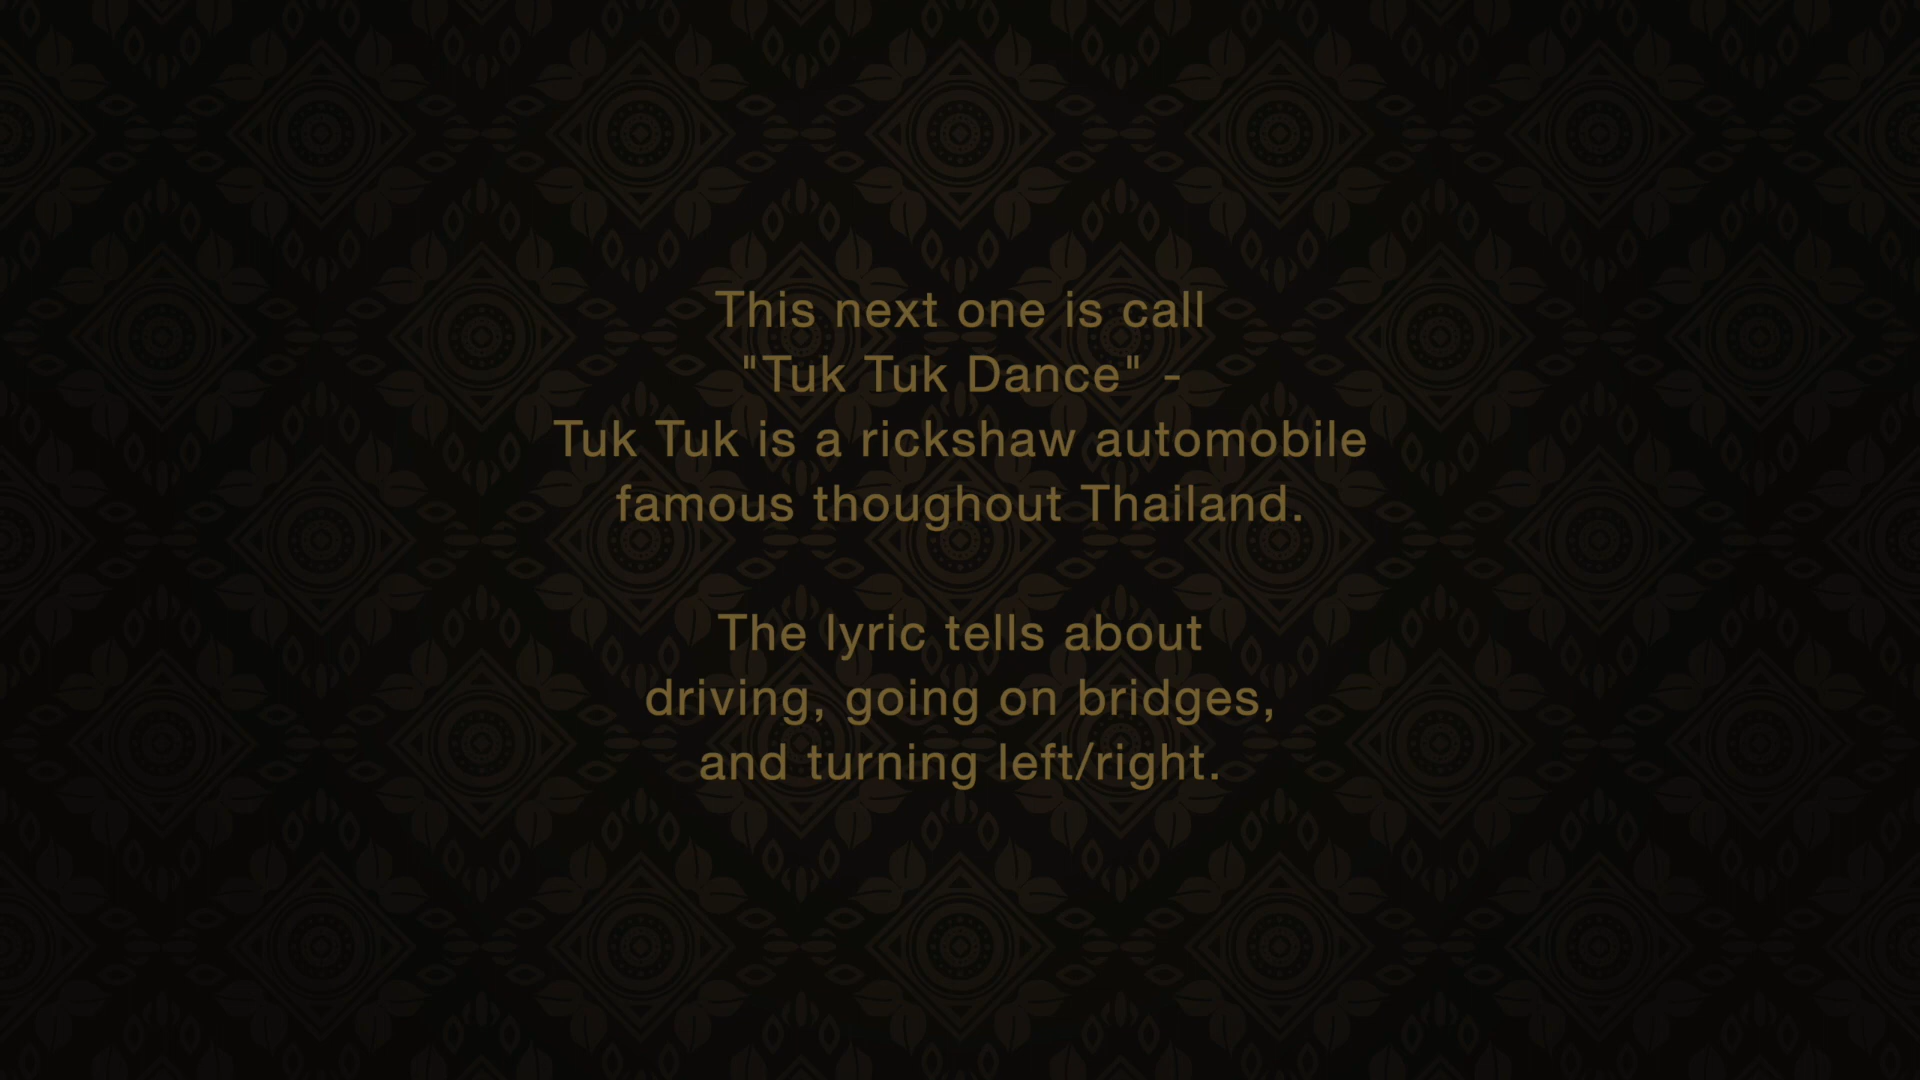 This next one is call
"Tuk Tuk Dance" -
Tuk Tuk is a rickshaw automobile
famous thoughout Thailand.
The lyric tells about
driving, going on bridges,
and turning left/right.